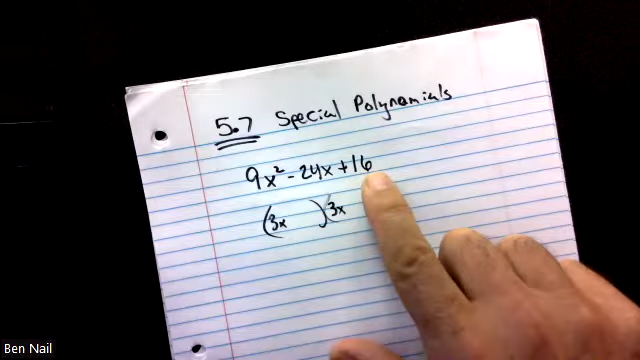 5.7 Special Polynomials
9x² - 24x + 16
(3x )(3x
Ben Nail